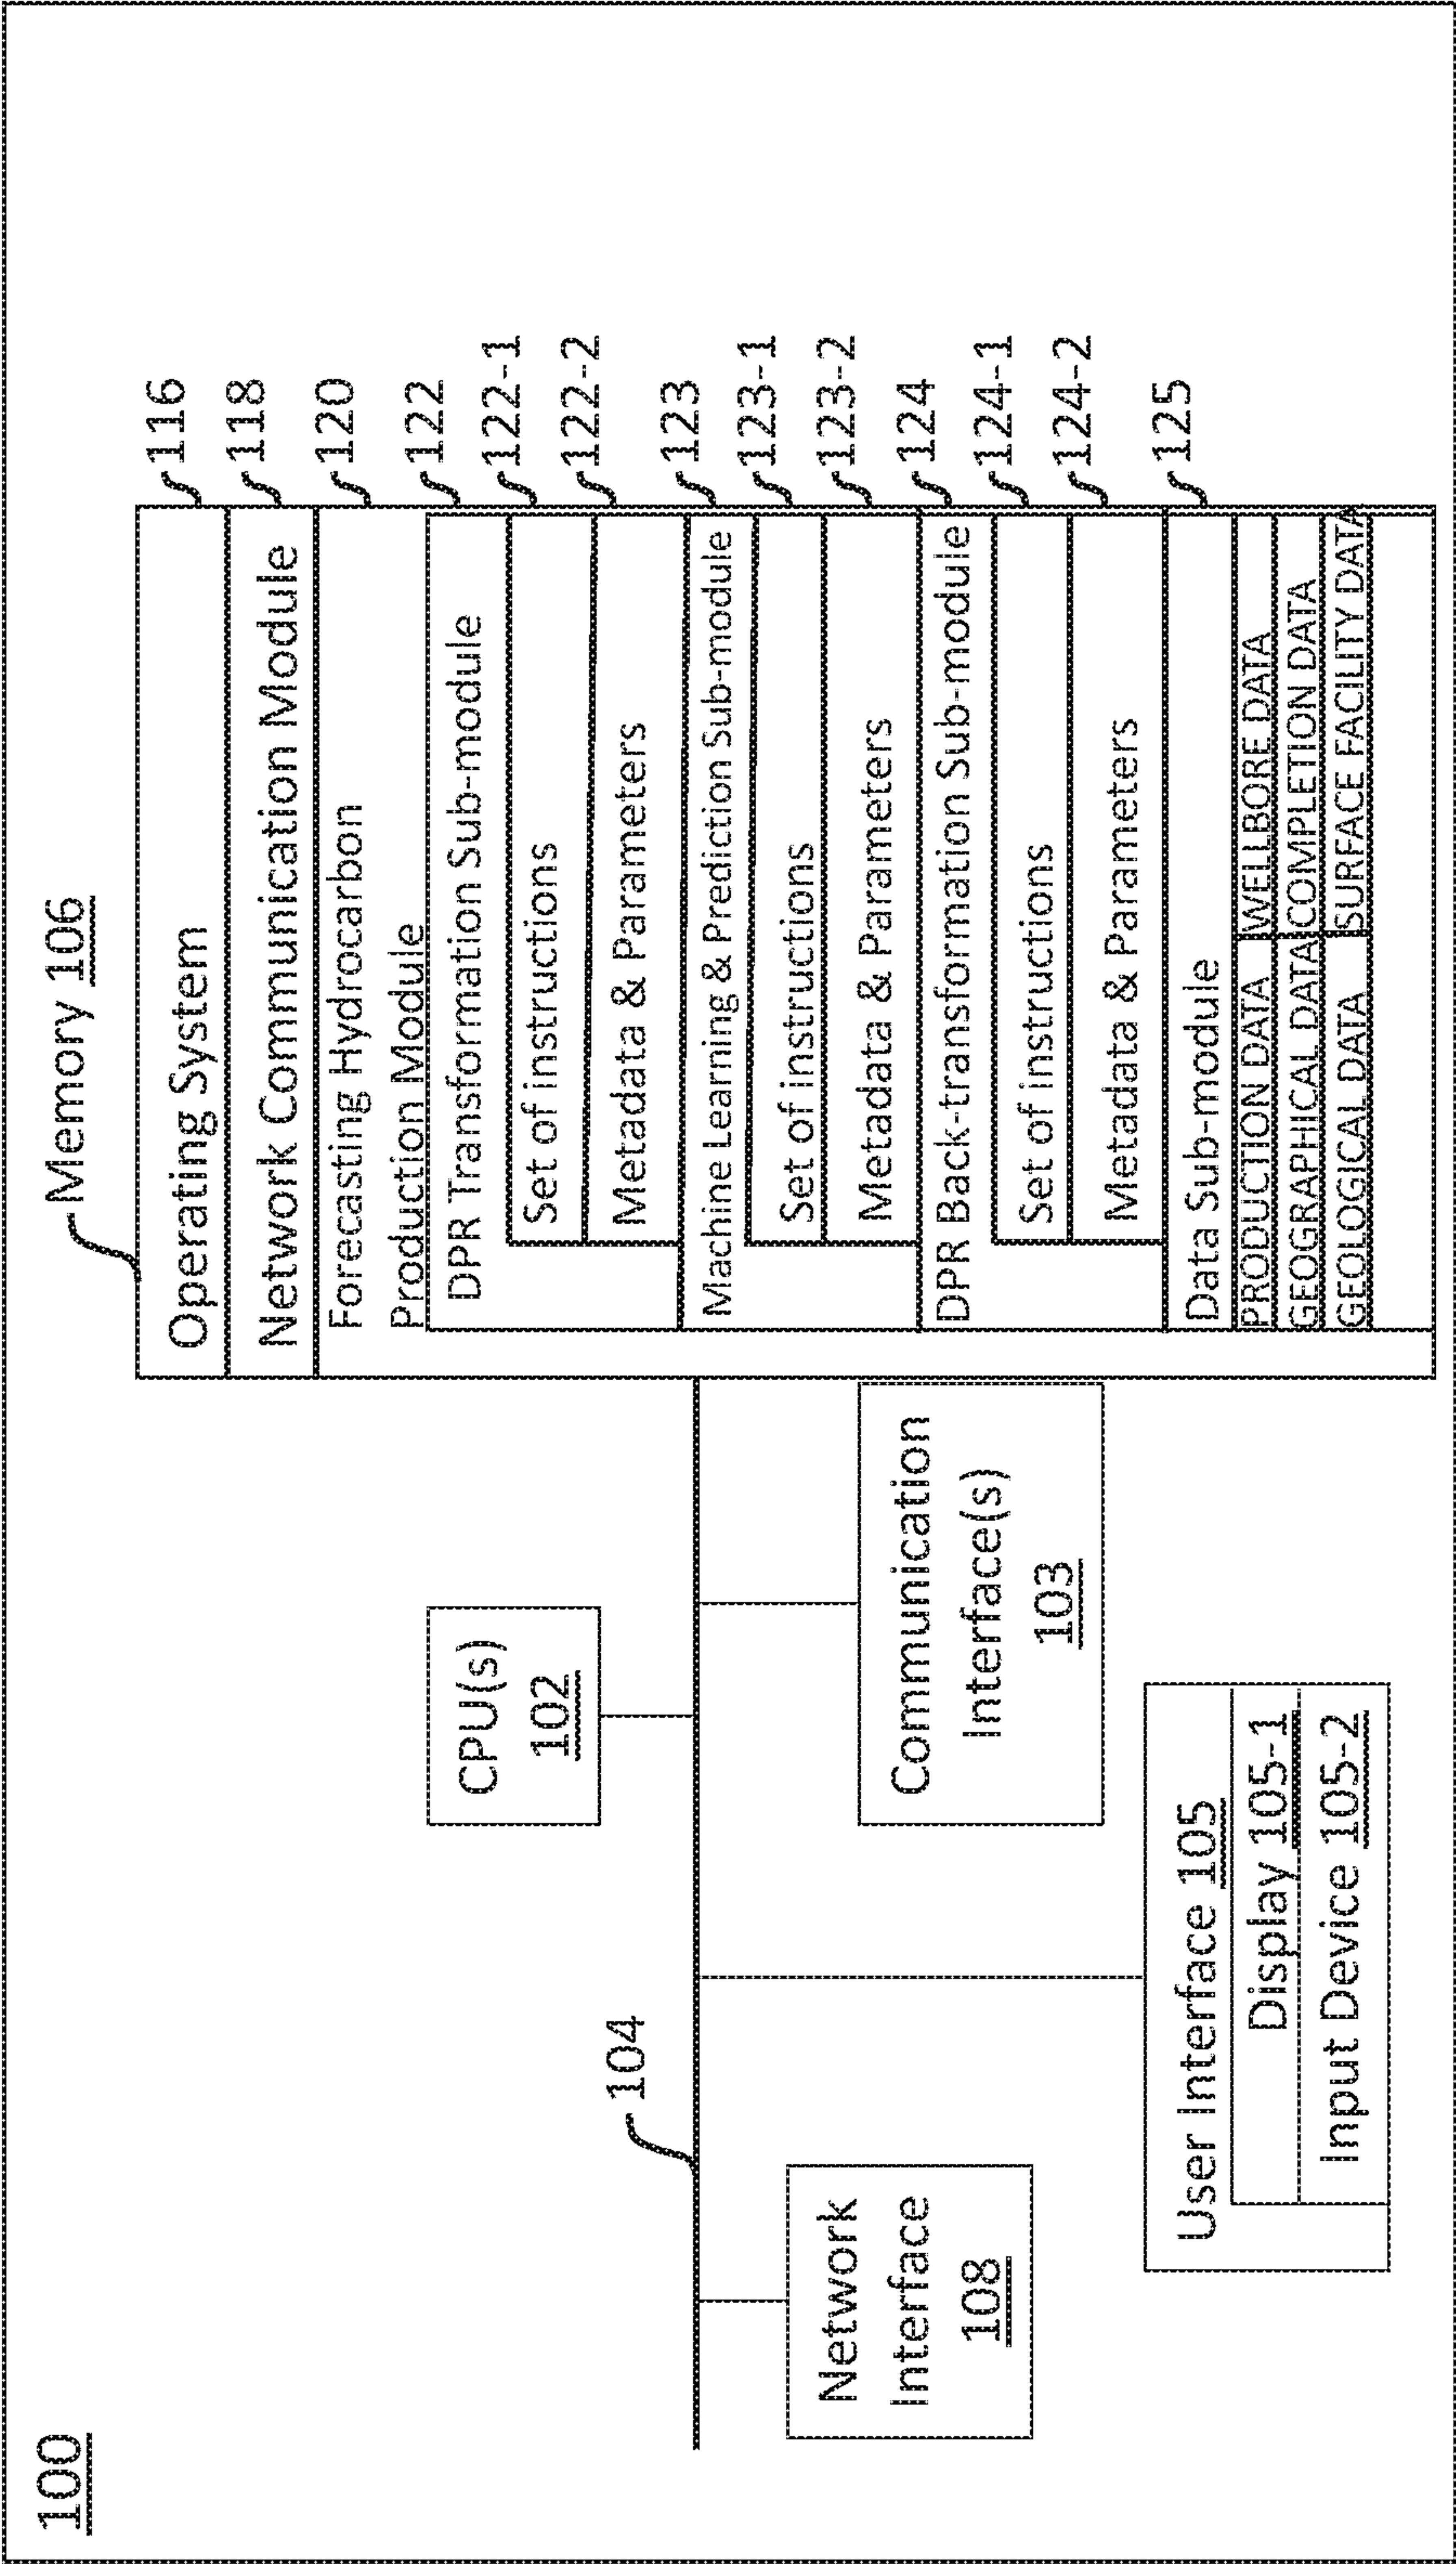 100
Memory 106
Operating System
116
Network Communication Module
118
Forecasting Hydrocarbon
120
Production Module
DPR Transformation Sub-module
122
Set of instructions
122-1
Metadata & Parameters
122-2
Machine Learning & Prediction Sub-module
123
Set of instructions
123-1
Metadata & Parameters
123-2
DPR Back-transformation Sub-module
124
Set of instructions
124-1
Metadata & Parameters
124-2
Data Sub-module
125
PRODUCTION DATA
WELLBORE DATA
GEOGRAPHICAL DATA
COMPLETION DATA
GEOLOGICAL DATA
SURFACE FACILITY DATA
CPU(s)
102
104
Network
Interface
108
Communication
Interface(s)
103
User Interface 105
Display 105-1
Input Device 105-2